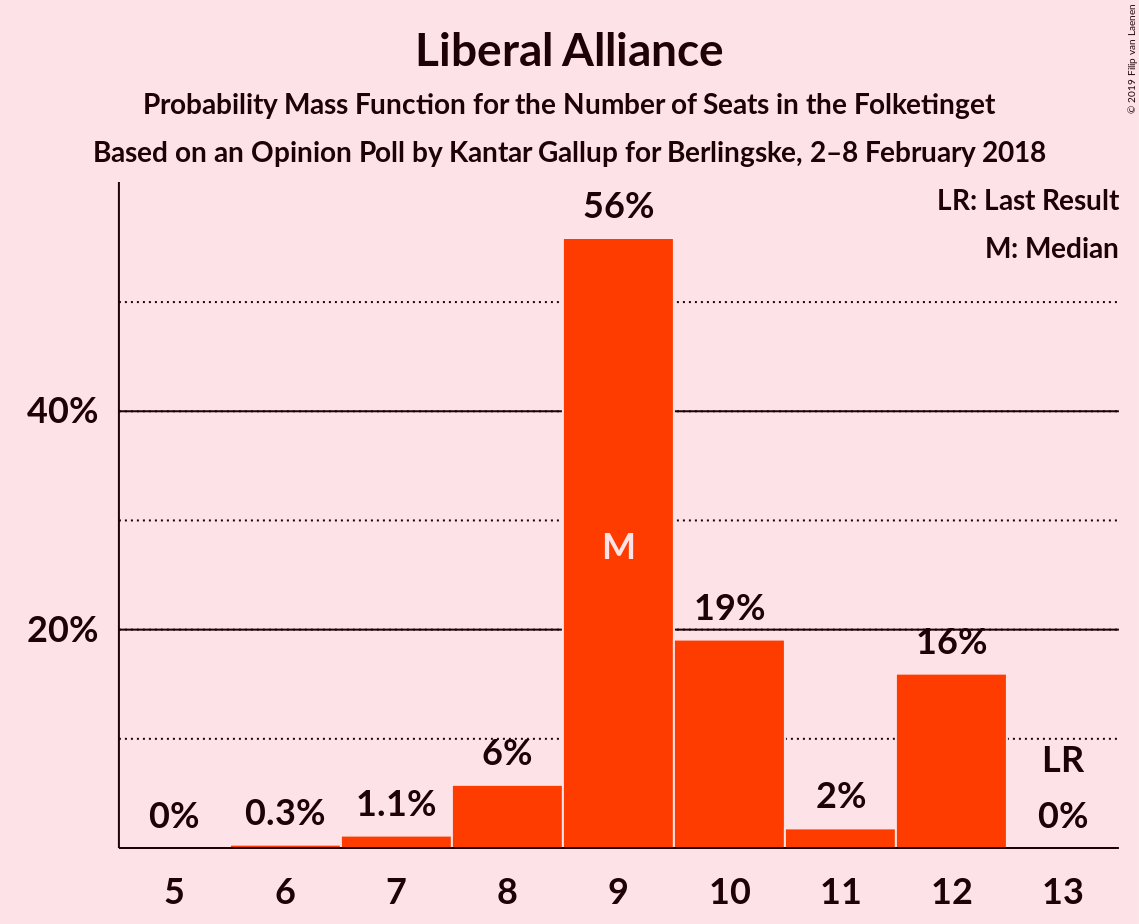 Liberal Alliance
Probability Mass Function for the Number of Seats in the Folketinget
Based on an Opinion Poll by Kantar Gallup for Berlingske, 2–8 February 2018
© 2019 Filip van Laenen
LR: Last Result
M: Median
56%
40%
M
19%
20%
16%
6%
LR
1.1%
2%
0%
0.3%
0%
5 6 7 8 9 10 11 12 13